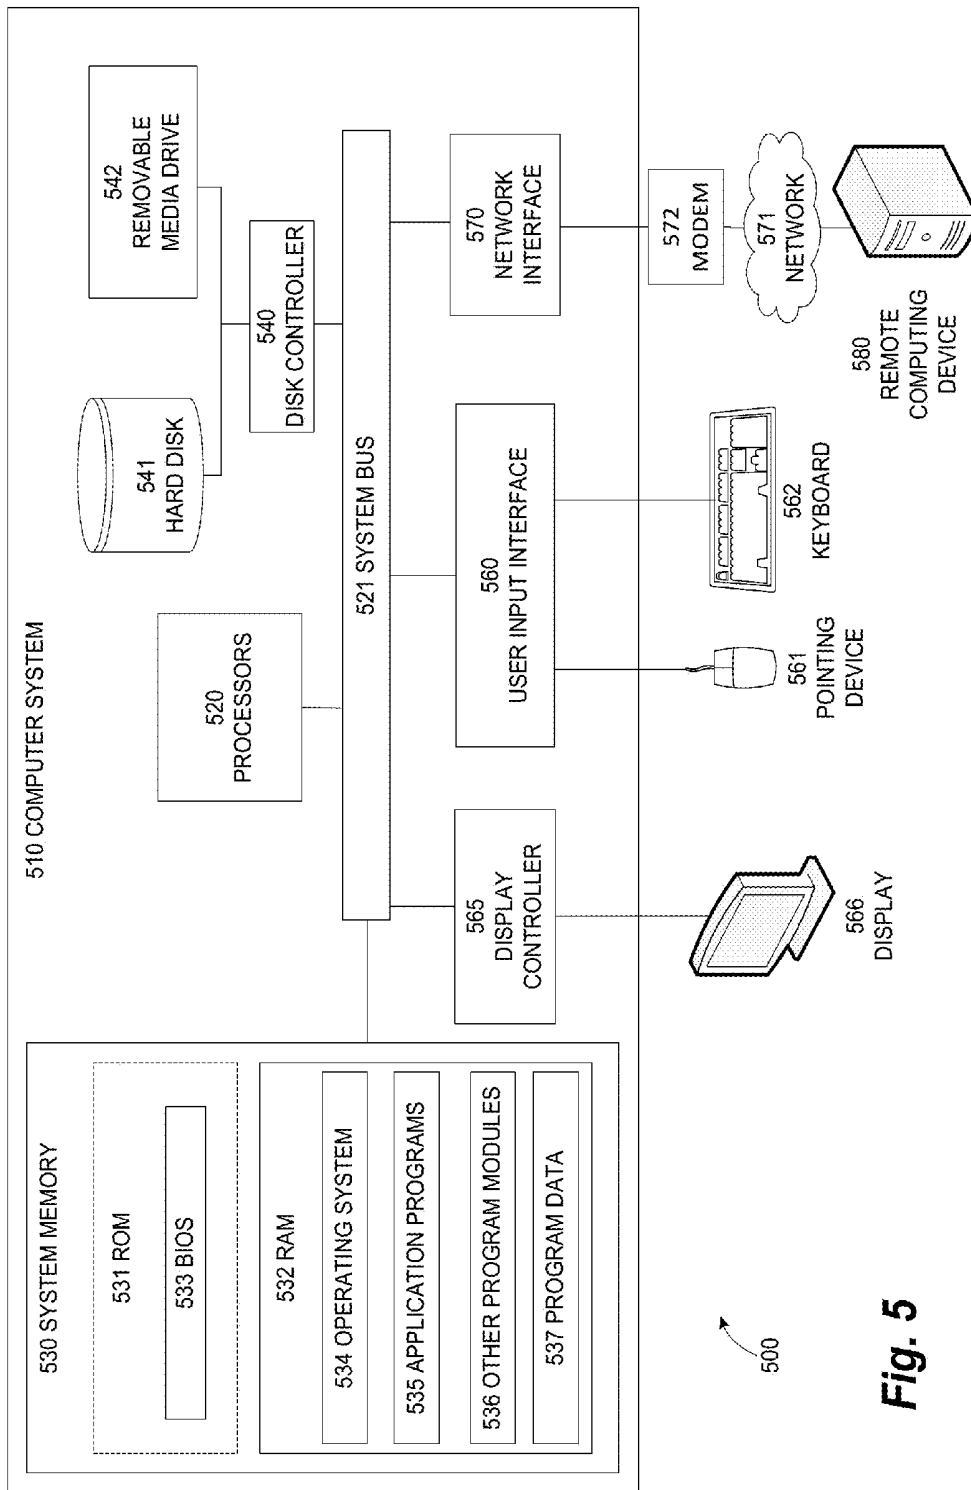 510 COMPUTER SYSTEM
530 SYSTEM MEMORY
531 ROM
533 BIOS
532 RAM
534 OPERATING SYSTEM
535 APPLICATION PROGRAMS
536 OTHER PROGRAM MODULES
537 PROGRAM DATA
520
PROCESSORS
541
HARD DISK
542
REMOVABLE
MEDIA DRIVE
540
DISK CONTROLLER
521 SYSTEM BUS
565
DISPLAY
CONTROLLER
560
USER INPUT INTERFACE
570
NETWORK
INTERFACE
572
MODEM
571
NETWORK
566
DISPLAY
561
POINTING
DEVICE
562
KEYBOARD
580
REMOTE
COMPUTING
DEVICE
500
Fig. 5